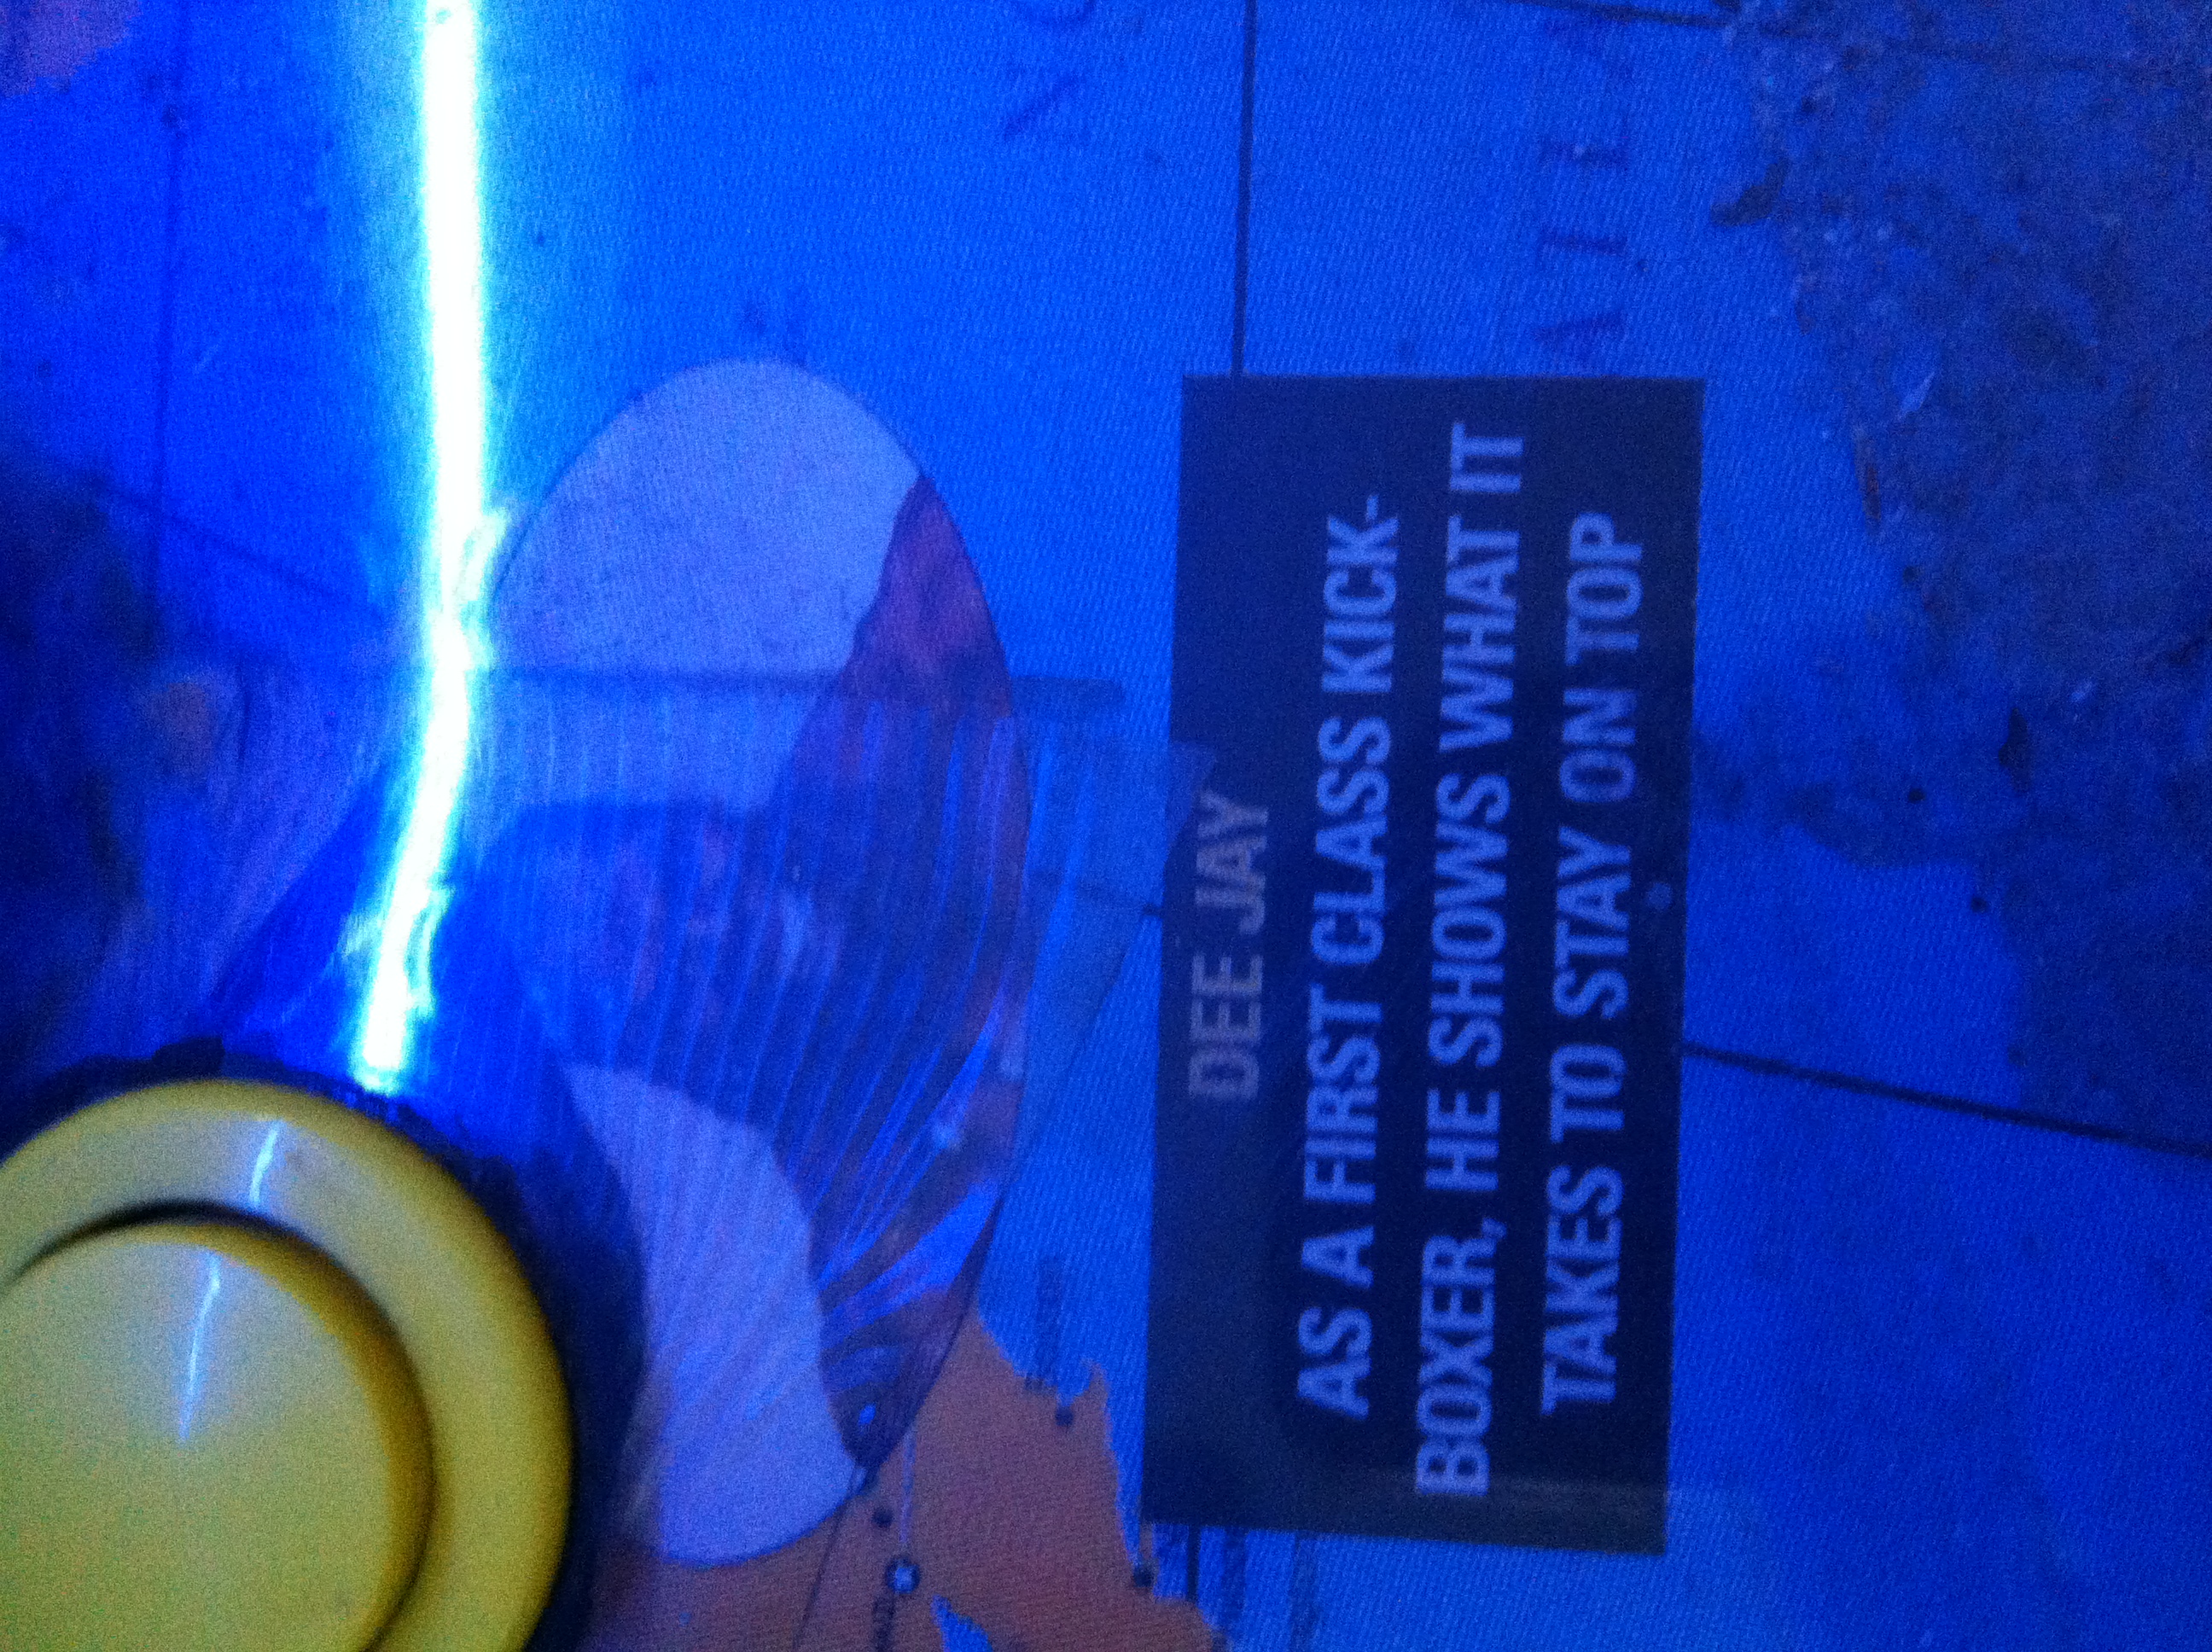 DEE JAY
AS A FIRST CLASS KICK-
BOXER, HE SHOWS WHAT IT
TAKES TO STAY ON TOP